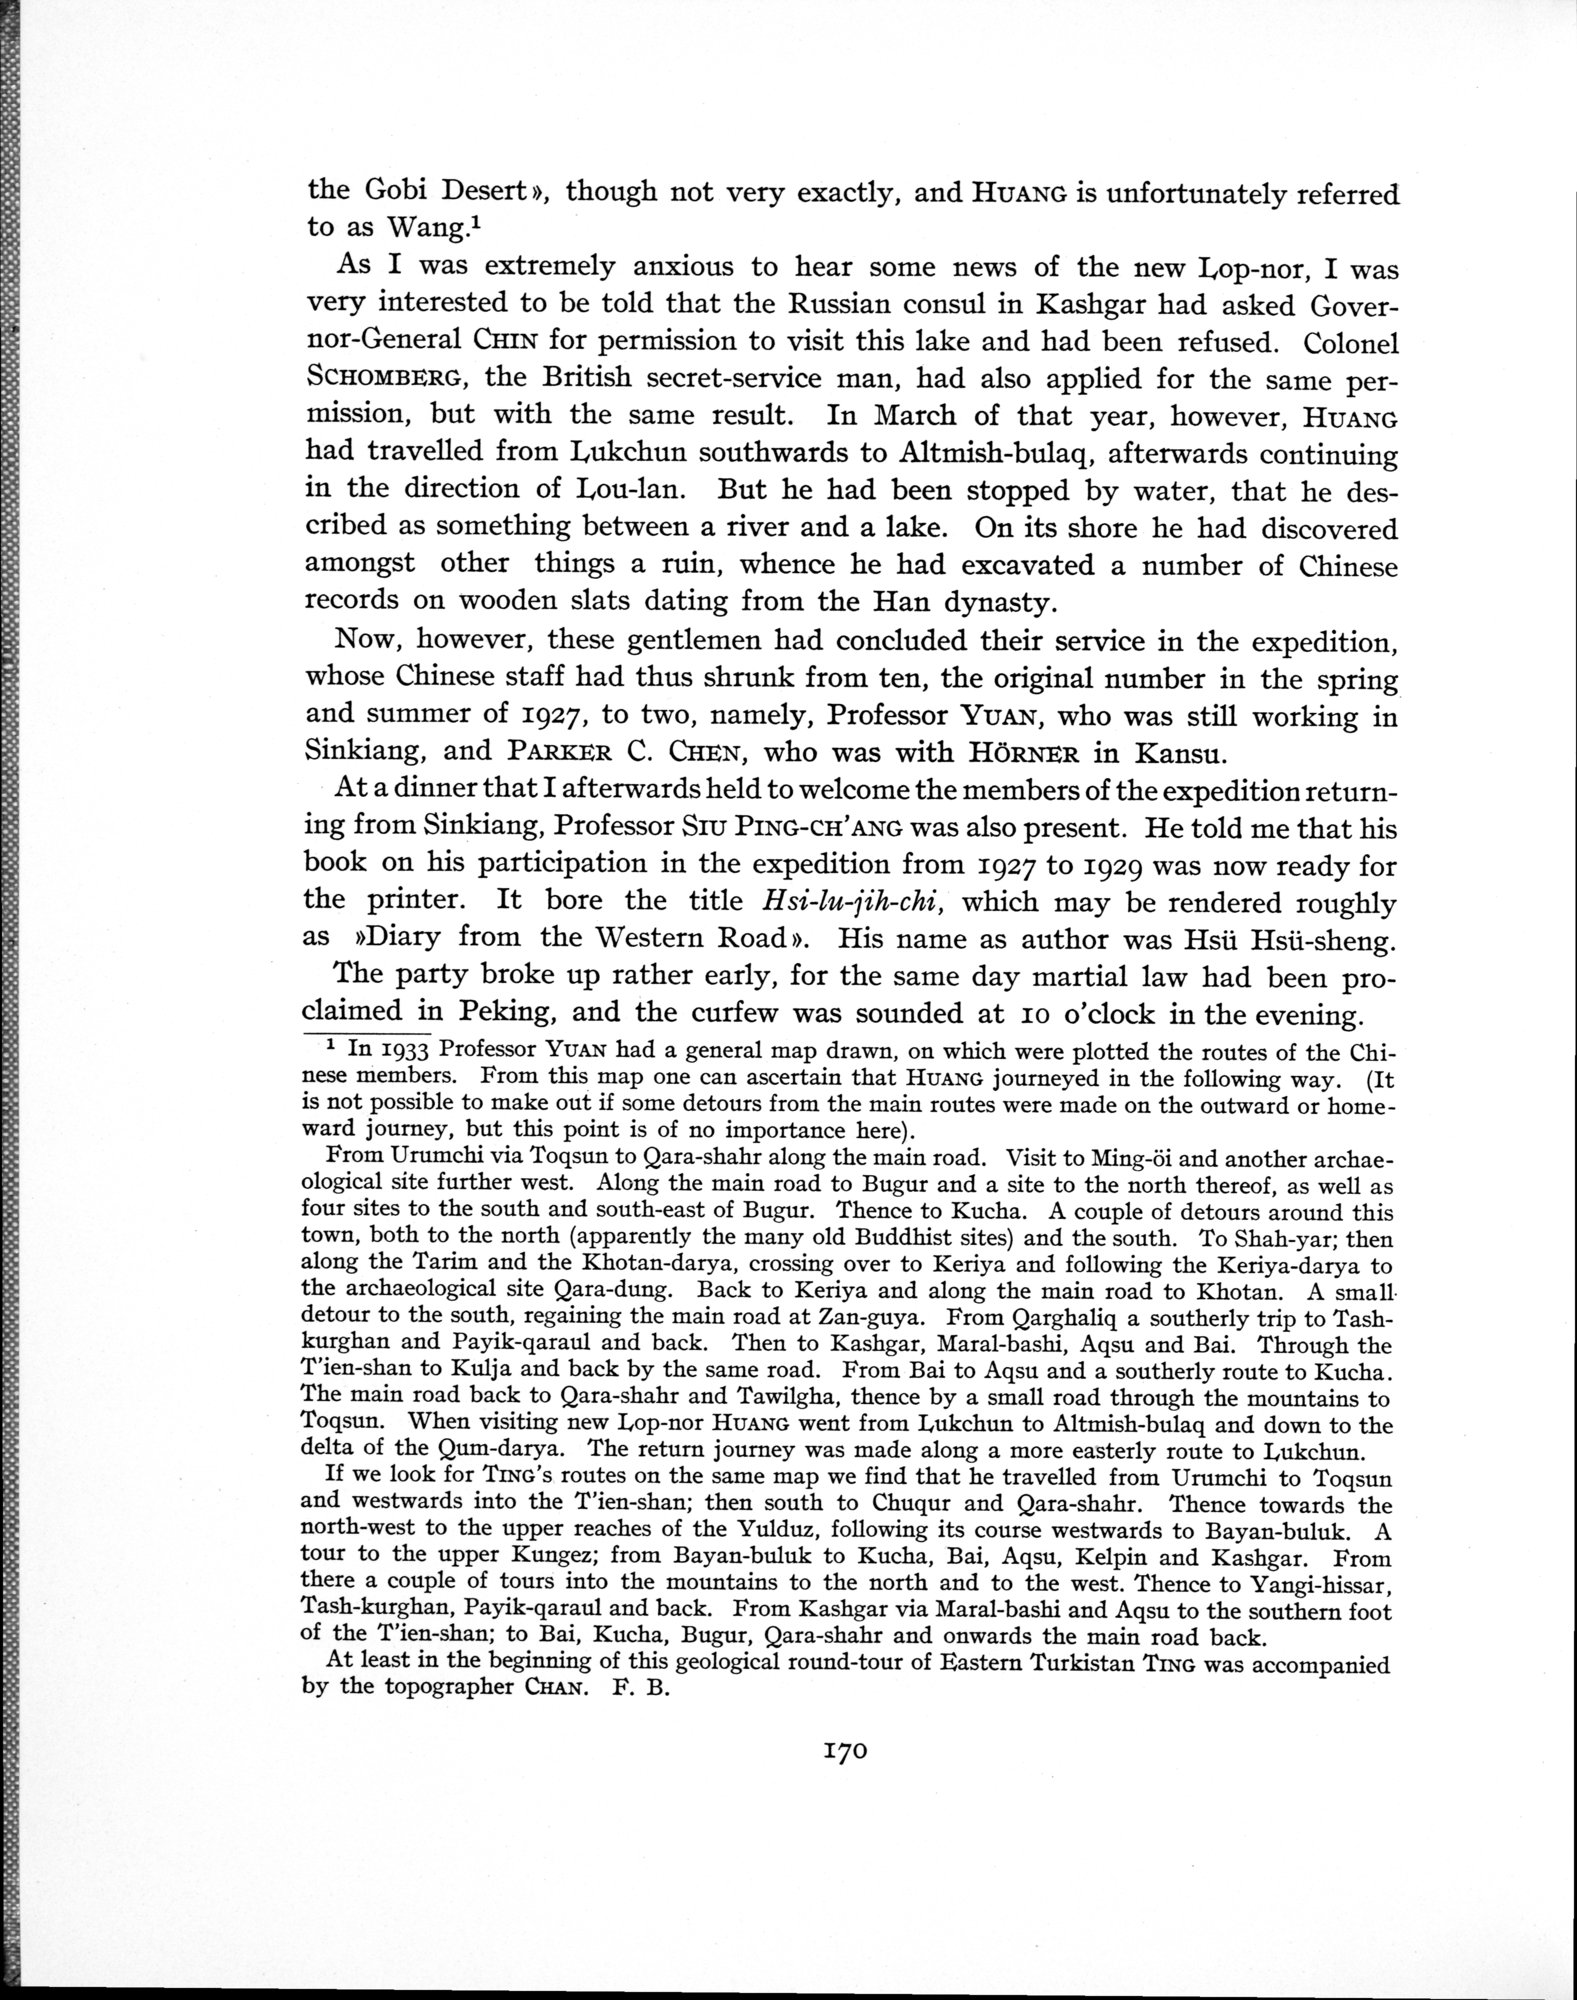 the Gobi Desert», though not very exactly, and HUANG is unfortunately referred
to as Wang.¹
As I was extremely anxious to hear some news of the new Lop-nor, I was
very interested to be told that the Russian consul in Kashgar had asked Gover-
nor-General CHIN for permission to visit this lake and had been refused. Colonel
SCHOMBERG, the British secret-service man, had also applied for the same per-
mission, but with the same result. In March of that year, however, HUANG
had travelled from Lukchun southwards to Altmish-bulaq, afterwards continuing
in the direction of Lou-lan. But he had been stopped by water, that he des-
cribed as something between a river and a lake. On its shore he had discovered
amongst other things a ruin, whence he had excavated a number of Chinese
records on wooden slats dating from the Han dynasty.
Now, however, these gentlemen had concluded their service in the expedition,
whose Chinese staff had thus shrunk from ten, the original number in the spring
and summer of 1927, to two, namely, Professor YUAN, who was still working in
Sinkiang, and PARKER C. CHEN, who was with HÖRNER in Kansu.
At a dinner that I afterwards held to welcome the members of the expedition return-
ing from Sinkiang, Professor SIU PING-CH'ANG was also present. He told me that his
book on his participation in the expedition from 1927 to 1929 was now ready for
the printer. It bore the title Hsi-lu-jih-chi, which may be rendered roughly
as »Diary from the Western Road». His name as author was Hsü Hsü-sheng.
The party broke up rather early, for the same day martial law had been pro-
claimed in Peking, and the curfew was sounded at 10 o'clock in the evening.
¹ In 1933 Professor YUAN had a general map drawn, on which were plotted the routes of the Chi-
nese members. From this map one can ascertain that HUANG journeyed in the following way. (It
is not possible to make out if some detours from the main routes were made on the outward or home-
ward journey, but this point is of no importance here).
From Urumchi via Toqsun to Qara-shahr along the main road. Visit to Ming-öi and another archae-
ological site further west. Along the main road to Bugur and a site to the north thereof, as well as
four sites to the south and south-east of Bugur. Thence to Kucha. A couple of detours around this
town, both to the north (apparently the many old Buddhist sites) and the south. To Shah-yar; then
along the Tarim and the Khotan-darya, crossing over to Keriya and following the Keriya-darya to
the archaeological site Qara-dung. Back to Keriya and along the main road to Khotan. A small
detour to the south, regaining the main road at Zan-guya. From Qarghaliq a southerly trip to Tash-
kurghan and Payik-qaraul and back. Then to Kashgar, Maral-bashi, Aqsu and Bai. Through the
T'ien-shan to Kulja and back by the same road. From Bai to Aqsu and a southerly route to Kucha.
The main road back to Qara-shahr and Tawilgha, thence by a small road through the mountains to
Toqsun. When visiting new Lop-nor HUANG went from Lukchun to Altmish-bulaq and down to the
delta of the Qum-darya. The return journey was made along a more easterly route to Lukchun.
If we look for TING's routes on the same map we find that he travelled from Urumchi to Toqsun
and westwards into the T'ien-shan; then south to Chuqur and Qara-shahr. Thence towards the
north-west to the upper reaches of the Yulduz, following its course westwards to Bayan-buluk. A
tour to the upper Kungez; from Bayan-buluk to Kucha, Bai, Aqsu, Kelpin and Kashgar. From
there a couple of tours into the mountains to the north and to the west. Thence to Yangi-hissar,
Tash-kurghan, Payik-qaraul and back. From Kashgar via Maral-bashi and Aqsu to the southern foot
of the T'ien-shan; to Bai, Kucha, Bugur, Qara-shahr and onwards the main road back.
At least in the beginning of this geological round-tour of Eastern Turkistan TING was accompanied
by the topographer CHAN. F. B.
170